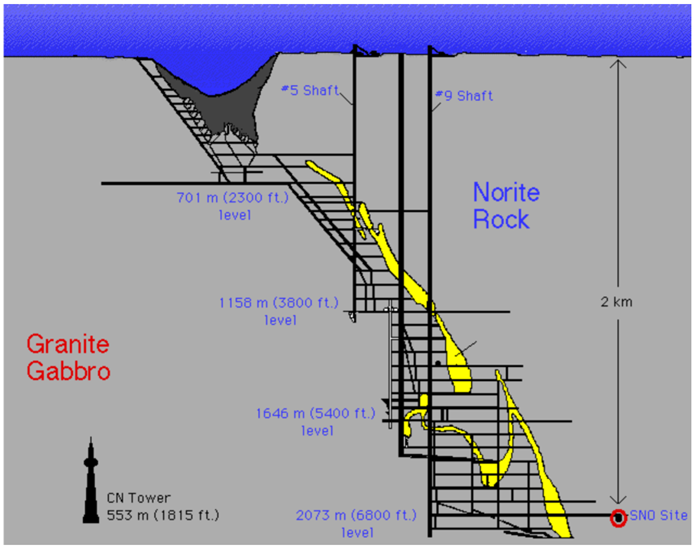 #5 Shaft
#9 Shaft
701 m (2300 ft.)
level
Norite
Rock
1158 m (3800 ft.)
level
2 km
Granite
Gabbro
1646 m (5400 ft.)
level
CN Tower
553 m (1815 ft.)
2073 m (6800 ft.)
level
SNO Site